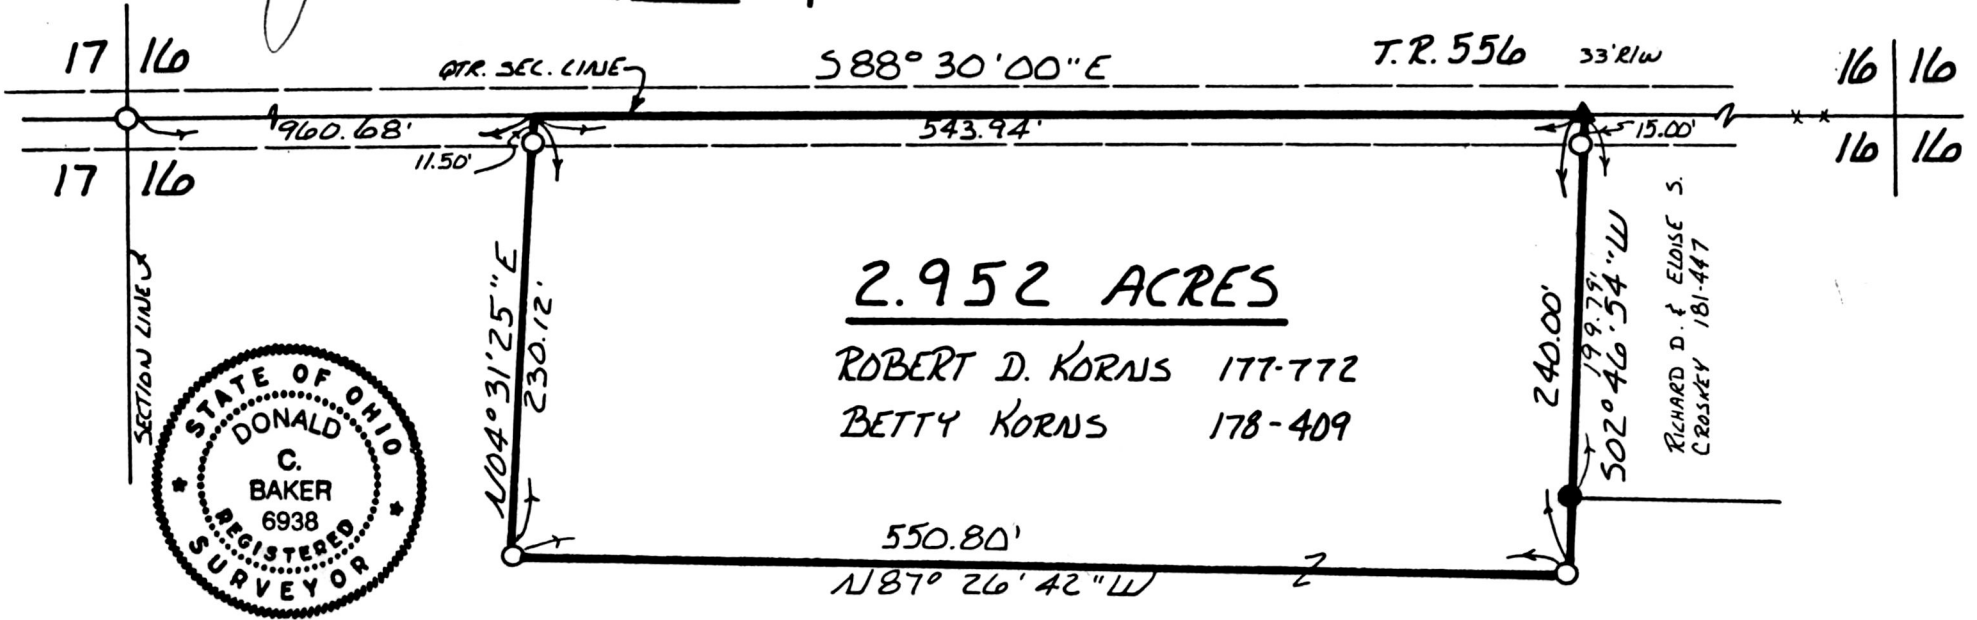 17 16
QTR. SEC. LINE
S 88° 30' 00" E
T.R. 556
33' R/W
16 16
960.68'
543.94'
15.00'
11.50'
17 16
16 16
SECTION LINE
N 04° 31' 25" E
230.12'
2.952 ACRES
ROBERT D. KORNS 177-772
BETTY KORNS 178-409
240.00'
199.79'
S 02° 46' 54" W
RICHARD D. & ELOISE S.
CROSKEY 181-447
550.80'
N 87° 26' 42" W
STATE OF OHIO
DONALD
C.
BAKER
6938
REGISTERED
SURVEYOR